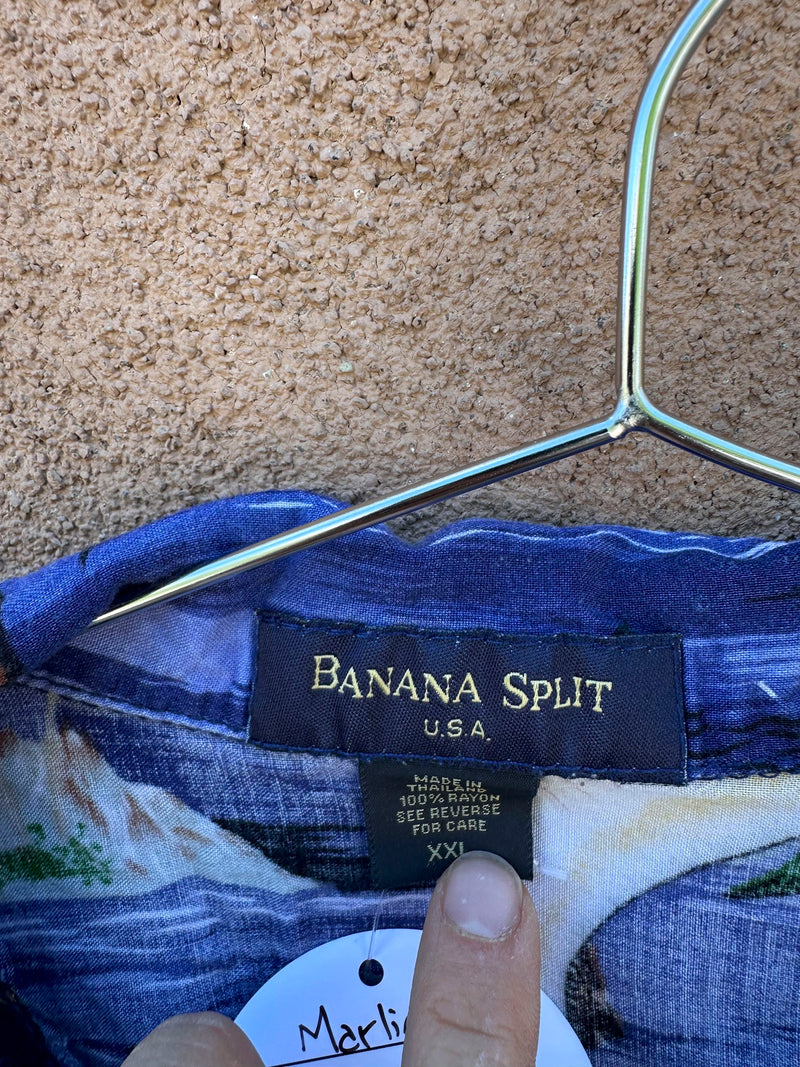 BANANA SPLIT
U.S.A.
MADE IN
THAILAND
100% RAYON
SEE REVERSE
FOR CARE
XXL